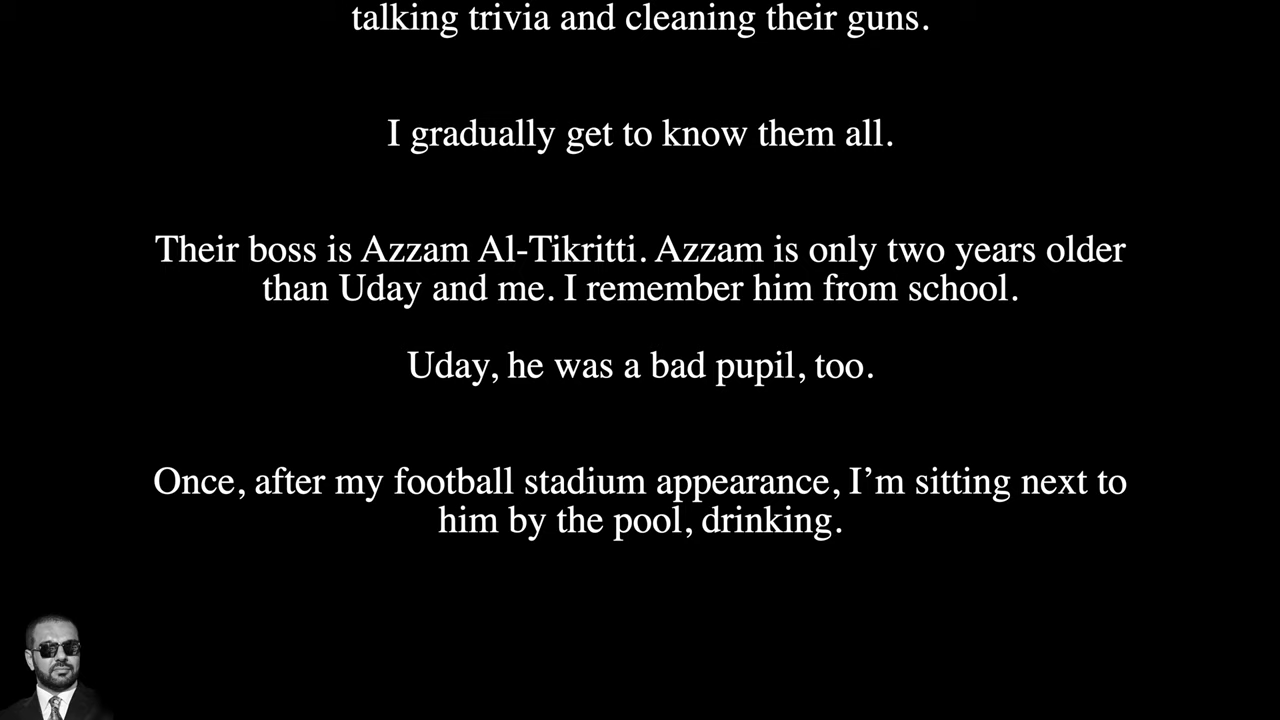 talking trivia and cleaning their guns.
I gradually get to know them all.
Their boss is Azzam Al-Tikritti. Azzam is only two years older
than Uday and me. I remember him from school.
Uday, he was a bad pupil, too.
Once, after my football stadium appearance, I’m sitting next to
him by the pool, drinking.